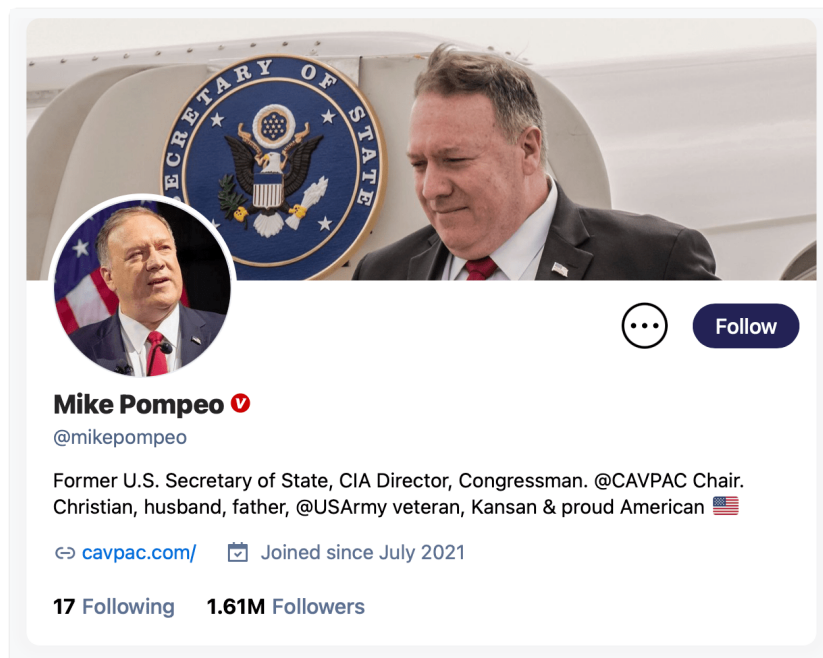 SECRETARY OF STATE
Mike Pompeo V
@mikepompeo
Follow
Former U.S. Secretary of State, CIA Director, Congressman. @CAVPAC Chair.
Christian, husband, father, @USArmy veteran, Kansan & proud American 🇺🇸
cavpac.com/ Joined since July 2021
17 Following 1.61M Followers